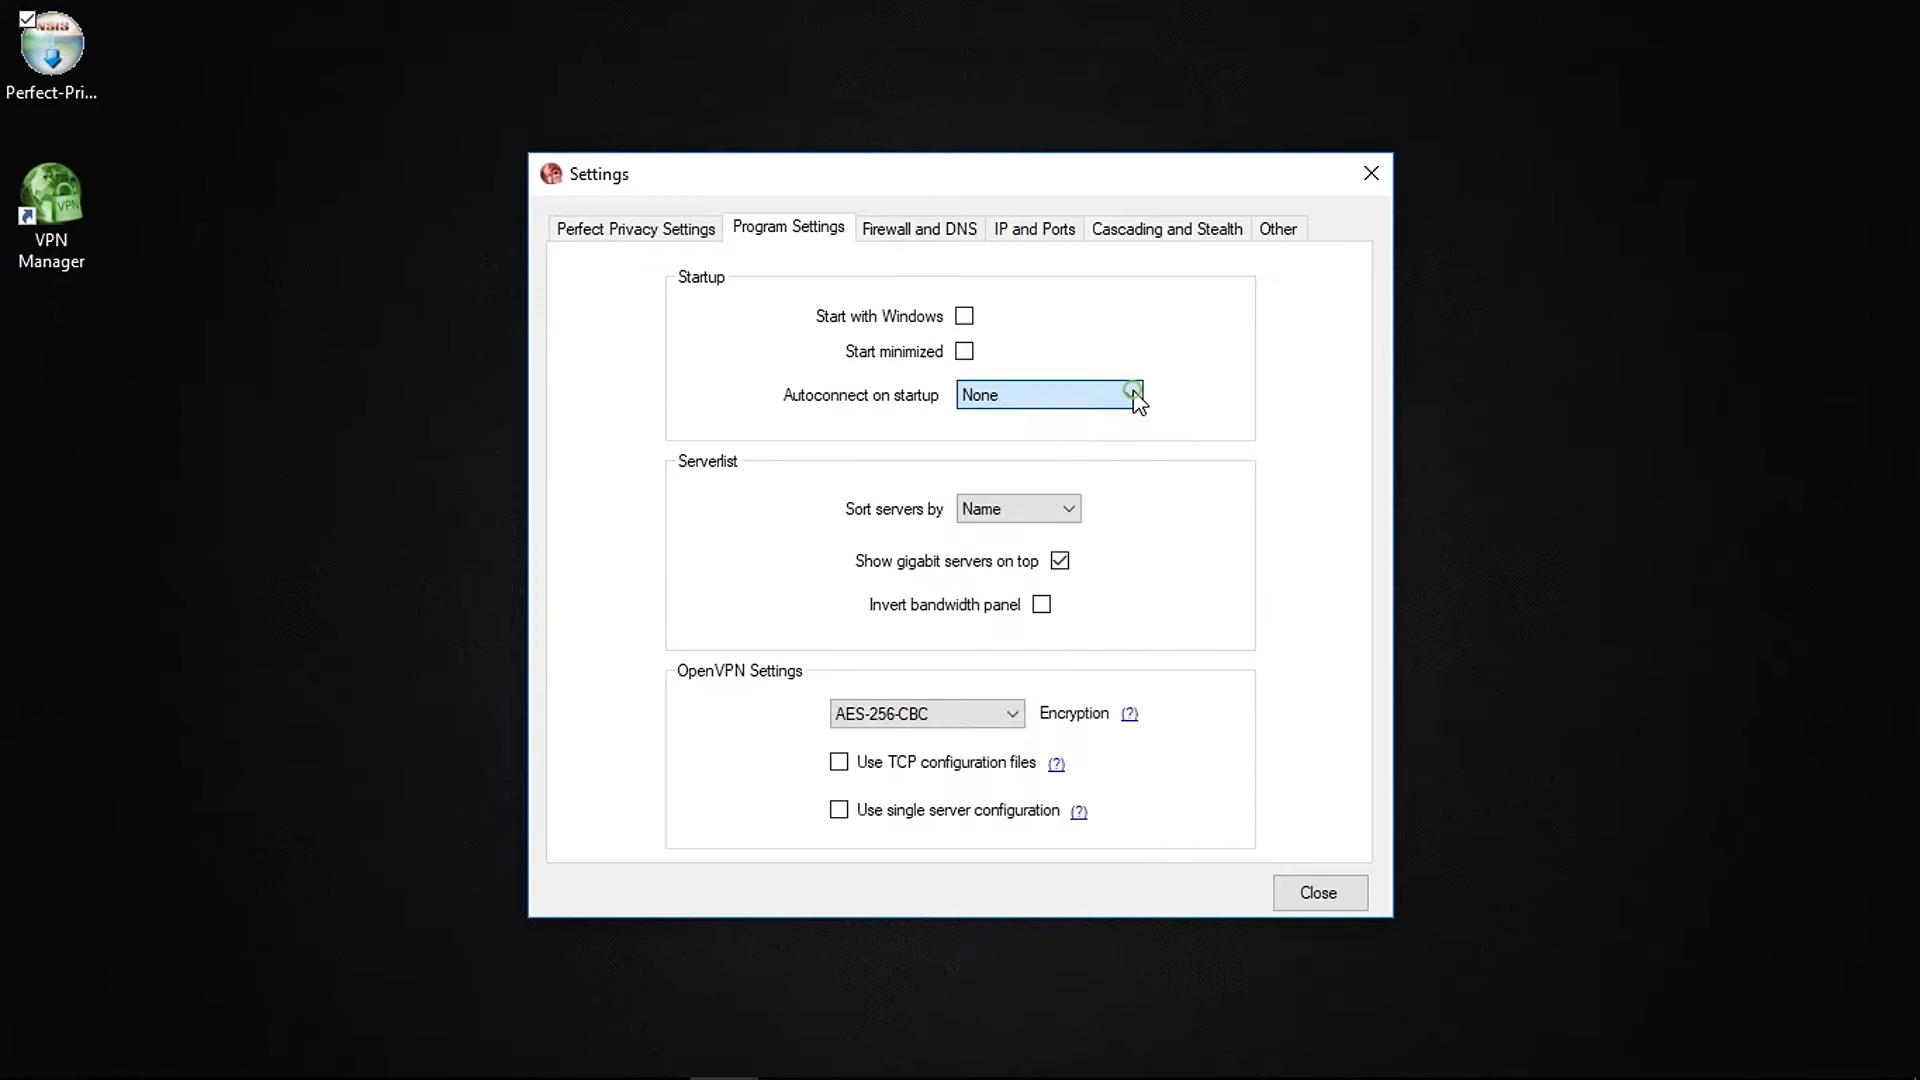 NSIS
Perfect-Pri...
VPN
VPN
Manager
Settings
Perfect Privacy Settings
Program Settings
Firewall and DNS
IP and Ports
Cascading and Stealth
Other
Startup
Start with Windows
Start minimized
Autoconnect on startup
None
Serverlist
Sort servers by
Name
Show gigabit servers on top
Invert bandwidth panel
OpenVPN Settings
AES-256-CBC
Encryption (?)
Use TCP configuration files (?)
Use single server configuration (?)
Close